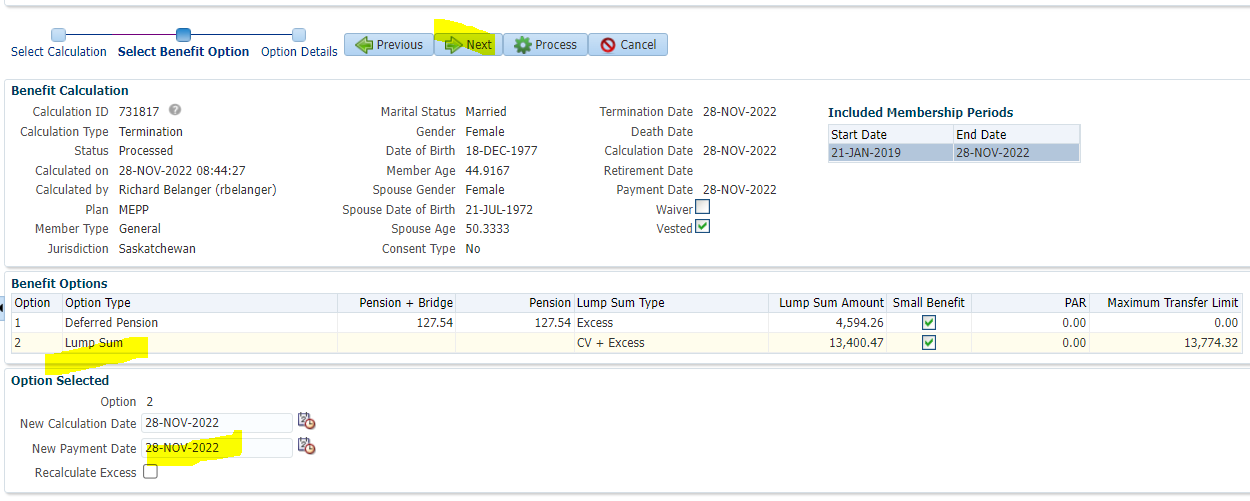 Select Calculation Select Benefit Option Option Details Previous Next Process Cancel
Benefit Calculation
Calculation ID 731817 Marital Status Married Termination Date 28-NOV-2022 Included Membership Periods
Calculation Type Termination Gender Female Death Date Start Date End Date
Status Processed Date of Birth 18-DEC-1977 Calculation Date 28-NOV-2022 21-JAN-2019 28-NOV-2022
Calculated on 28-NOV-2022 08:44:27 Member Age 44.9167 Retirement Date
Calculated by Richard Belanger (rbelanger) Spouse Gender Female Payment Date 28-NOV-2022
Plan MEPP Spouse Date of Birth 21-JUL-1972 Waiver
Member Type General Spouse Age 50.3333 Vested
Jurisdiction Saskatchewan Consent Type No
Benefit Options
Option Option Type Pension + Bridge Pension Lump Sum Type Lump Sum Amount Small Benefit PAR Maximum Transfer Limit
1 Deferred Pension 127.54 127.54 Excess 4,594.26 0.00 0.00
2 Lump Sum CV + Excess 13,400.47 0.00 13,774.32
Option Selected
Option 2
New Calculation Date 28-NOV-2022
New Payment Date 28-NOV-2022
Recalculate Excess